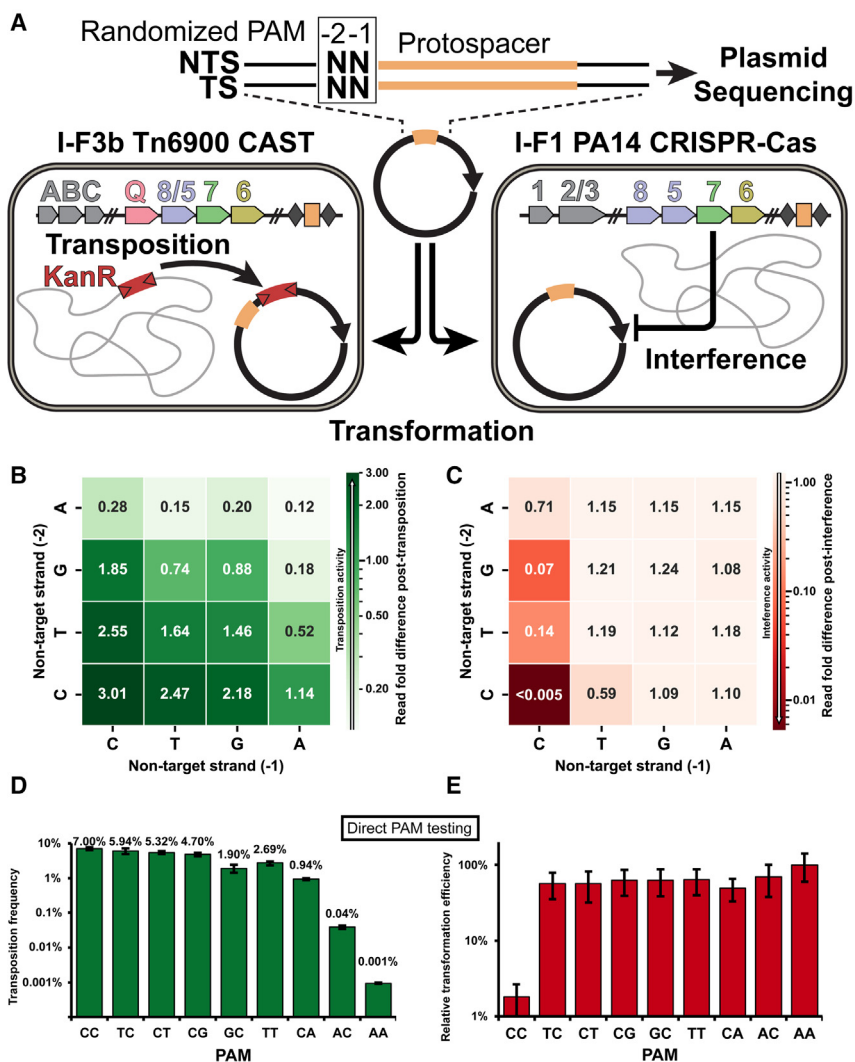 A
Randomized PAM
-2-1
Protospacer
NTS
NN
TS
NN
Plasmid
Sequencing
I-F3b Tn6900 CAST
I-F1 PA14 CRISPR-Cas
ABC Q 8/5 7 6
1 2/3 8 5 7 6
Transposition
KanR
Interference
Transformation
B
Non-target strand (-2)
A 0.28 0.15 0.20 0.12
G 1.85 0.74 0.88 0.18
T 2.55 1.64 1.46 0.52
C 3.01 2.47 2.18 1.14
C T G A
Non-target strand (-1)
Transposition activity
3.00
2.00
1.00
0.50
0.20
Read fold difference post-transposition
C
Non-target strand (-2)
A 0.71 1.15 1.15 1.15
G 0.07 1.21 1.24 1.08
T 0.14 1.19 1.12 1.18
C <0.005 0.59 1.09 1.10
C T G A
Non-target strand (-1)
Inteference activity
1.00
0.10
0.01
Read fold difference post-interference
Direct PAM testing
D
Transposition frequency
10%
1%
0.1%
0.01%
0.001%
7.00% 5.94% 5.32% 4.70% 1.90% 2.69% 0.94% 0.04% 0.001%
CC TC CT CG GC TT CA AC AA
PAM
E
Relative transformation efficiency
100%
10%
1%
CC TC CT CG GC TT CA AC AA
PAM